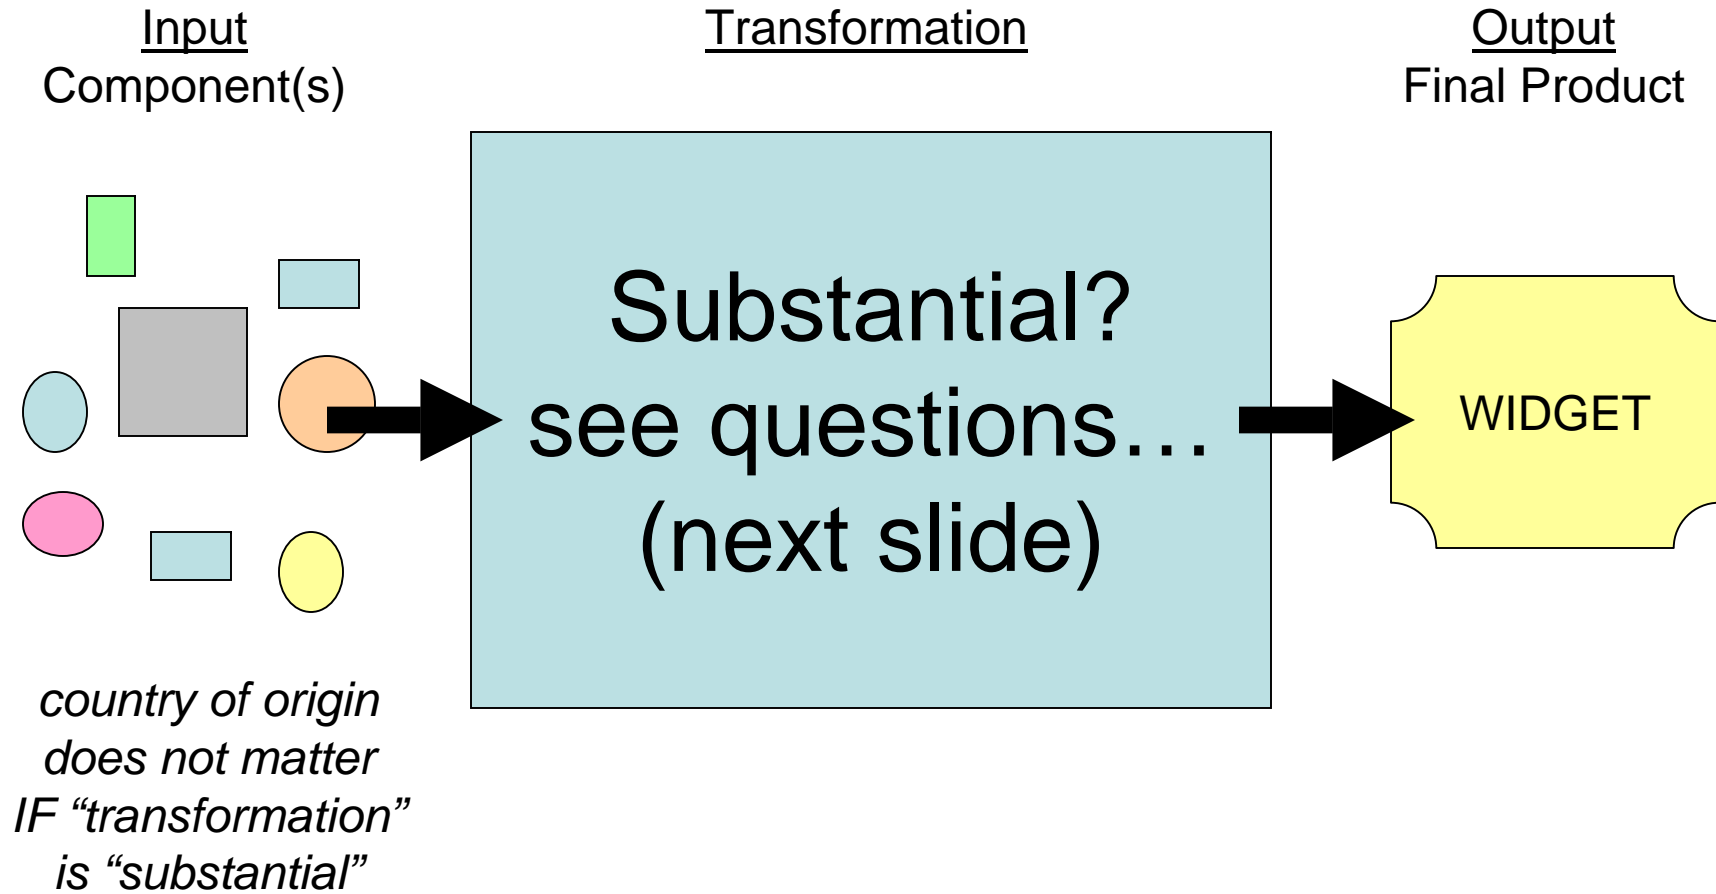 Input
Component(s)
Transformation
Output
Final Product
Substantial?
see questions…
(next slide)
WIDGET
country of origin
does not matter
IF “transformation”
is “substantial”